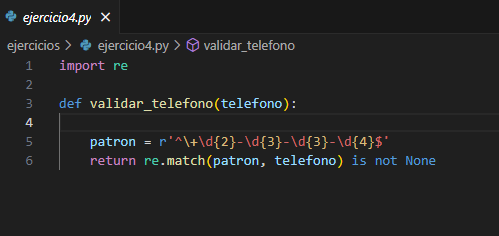 ejercicio4.py ×
ejercicios > ejercicio4.py > validar_telefono
1 import re
2
3 def validar_telefono(telefono):
4
5 patron = r'^\+\d{2}-\d{3}-\d{3}-\d{4}$'
6 return re.match(patron, telefono) is not None